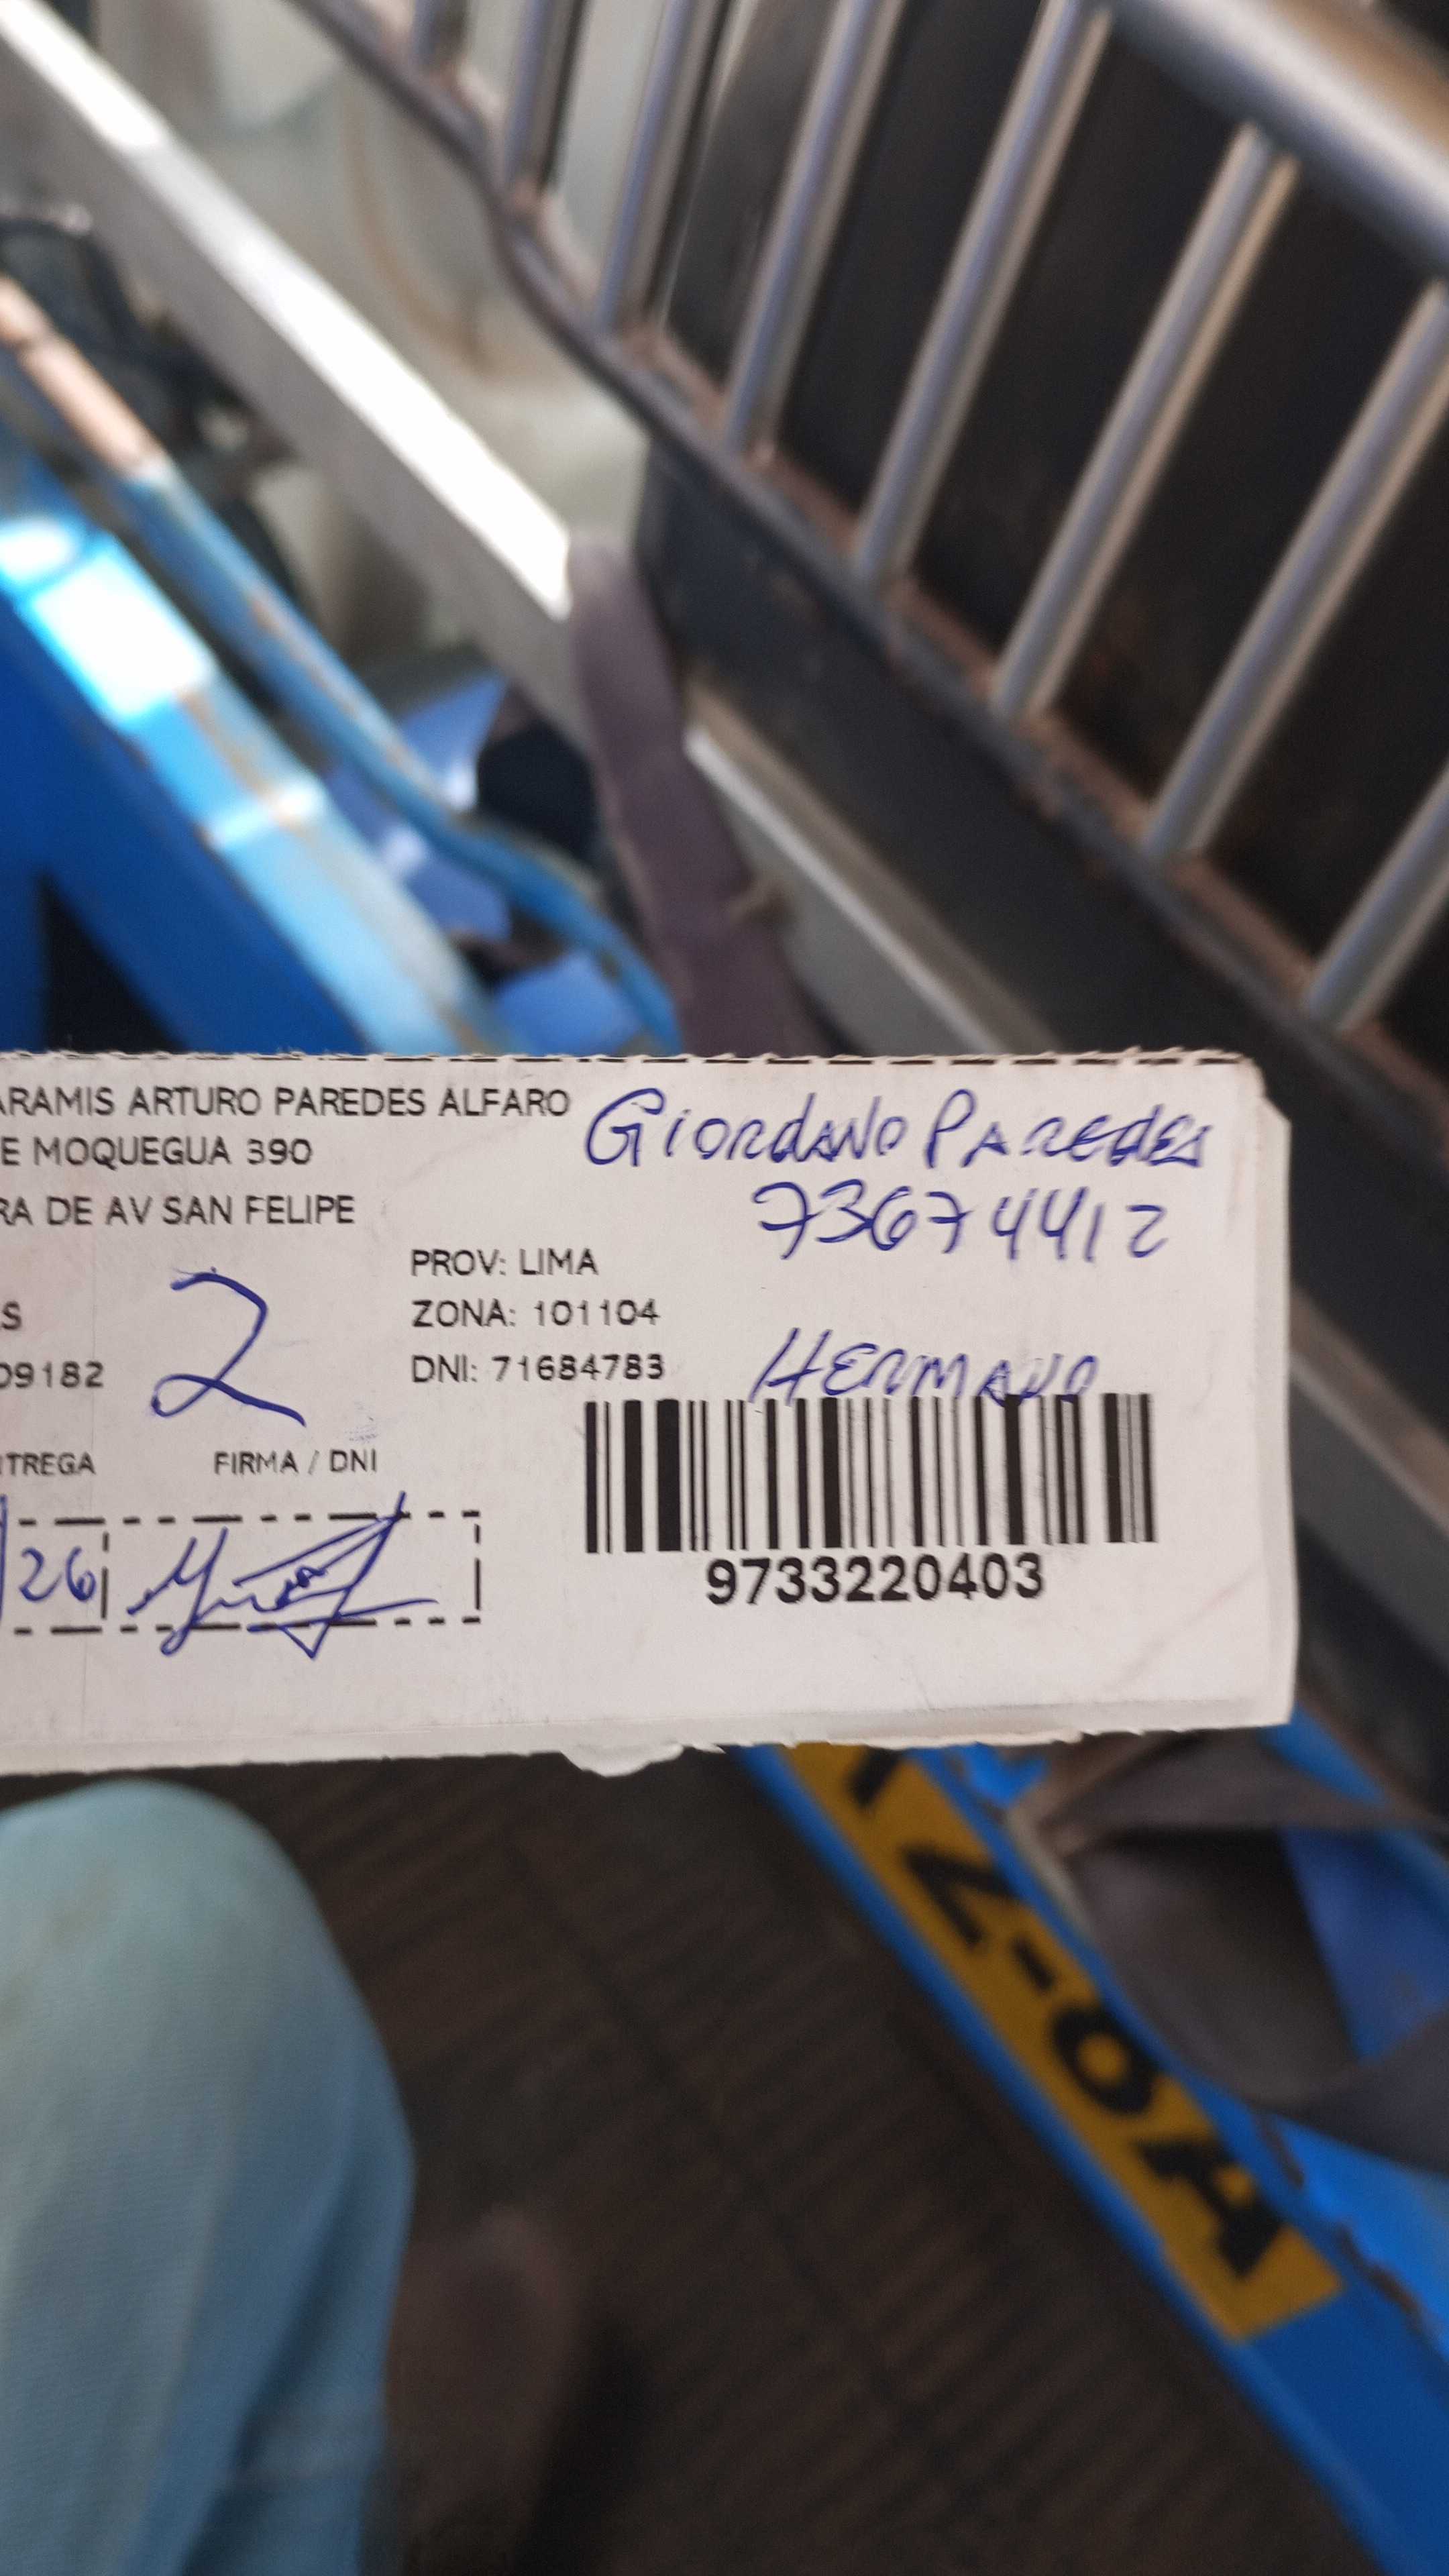 ARAMIS ARTURO PAREDES ALFARO
E MOQUEGUA 390
RA DE AV SAN FELIPE
GIORDANO PAREDES
73674412
PROV: LIMA
S
2
ZONA: 101104
09182
DNI: 71684783
HERMANO
TREGA
FIRMA / DNI
26
9733220403
Z-8A